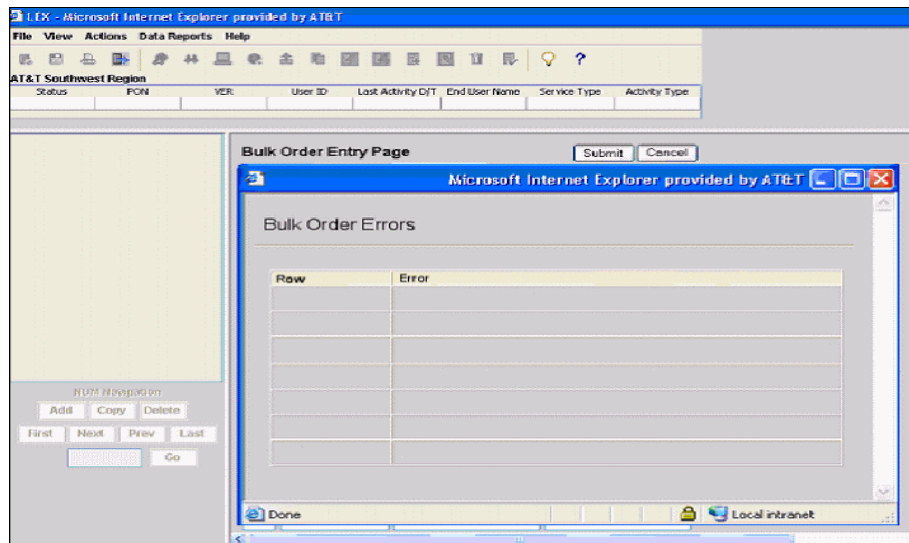 LEX - Microsoft Internet Explorer provided by AT&T
File View Actions Data Reports Help
AT&T Southwest Region
Status PON VER User ID Last Activity D/T End User Name Service Type Activity Type
Bulk Order Entry Page Submit Cancel
Microsoft Internet Explorer provided by AT&T
Bulk Order Errors
Row Error
Navigation
Add Copy Delete
First Next Prev Last
Go
Done Local intranet